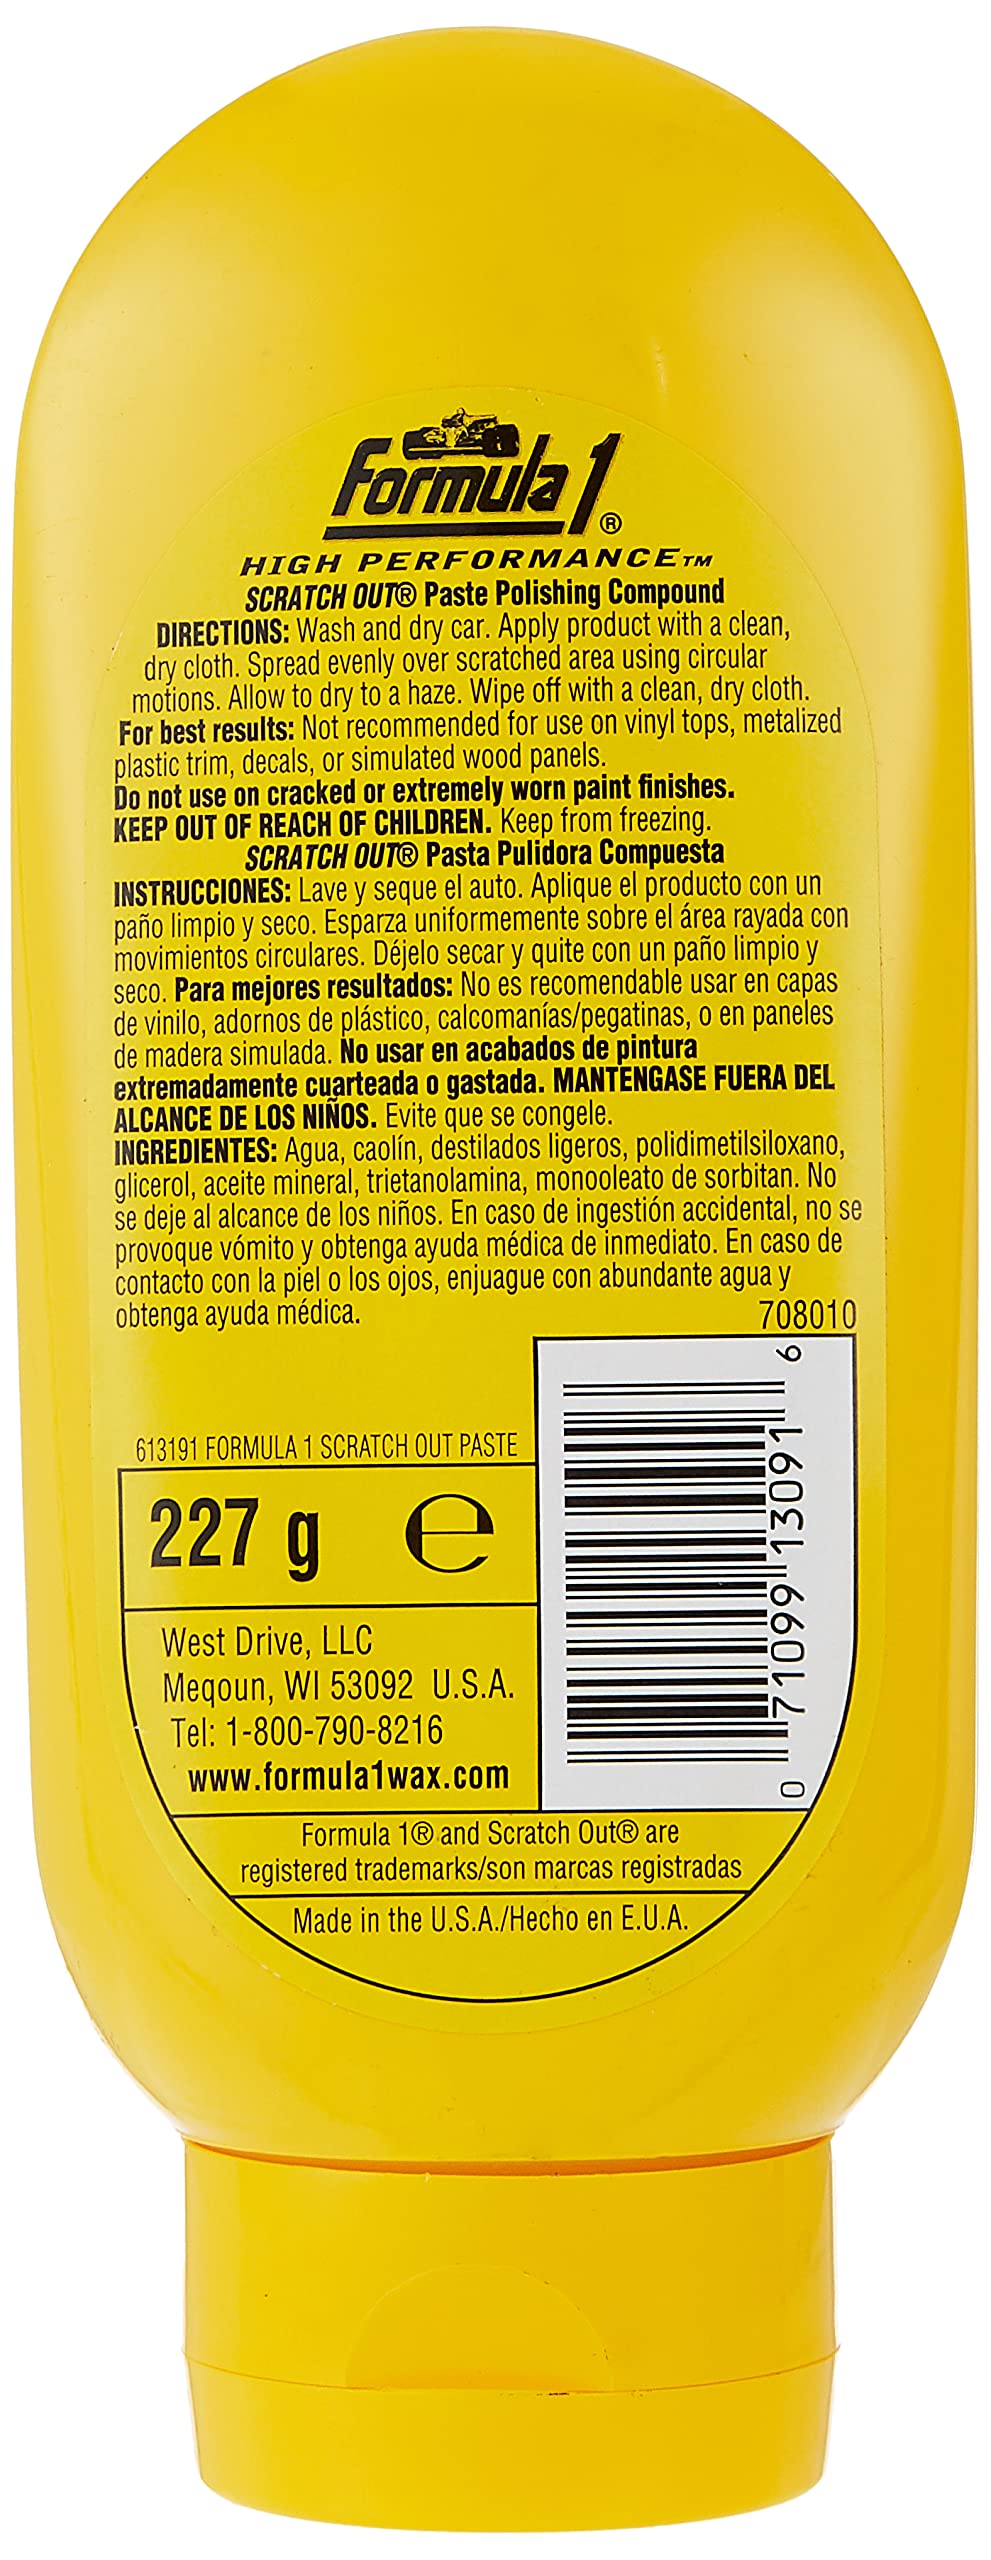 Formula 1®
HIGH PERFORMANCE™
SCRATCH OUT® Paste Polishing Compound
DIRECTIONS: Wash and dry car. Apply product with a clean,
dry cloth. Spread evenly over scratched area using circular
motions. Allow to dry to a haze. Wipe off with a clean, dry cloth.
For best results: Not recommended for use on vinyl tops, metalized
plastic trim, decals, or simulated wood panels.
Do not use on cracked or extremely worn paint finishes.
KEEP OUT OF REACH OF CHILDREN. Keep from freezing.
SCRATCH OUT® Pasta Pulidora Compuesta
INSTRUCCIONES: Lave y seque el auto. Aplique el producto con un
paño limpio y seco. Esparza uniformemente sobre el área rayada con
movimientos circulares. Déjelo secar y quite con un paño limpio y
seco. Para mejores resultados: No es recomendable usar en capas
de vinilo, adornos de plástico, calcomanías/pegatinas, o en paneles
de madera simulada. No usar en acabados de pintura
extremadamente cuarteada o gastada. MANTENGASE FUERA DEL
ALCANCE DE LOS NIÑOS. Evite que se congele.
INGREDIENTES: Agua, caolín, destilados ligeros, polidimetilsiloxano,
glicerol, aceite mineral, trietanolamina, monooleato de sorbitan. No
se deje al alcance de los niños. En caso de ingestión accidental, no se
provoque vómito y obtenga ayuda médica de inmediato. En caso de
contacto con la piel o los ojos, enjuague con abundante agua y
obtenga ayuda médica.
708010
613191 FORMULA 1 SCRATCH OUT PASTE
227 g ℮
West Drive, LLC
Meqoun, WI 53092 U.S.A.
Tel: 1-800-790-8216
www.formula1wax.com
0 71099 13091 6
Formula 1® and Scratch Out® are
registered trademarks/son marcas registradas
Made in the U.S.A./Hecho en E.U.A.